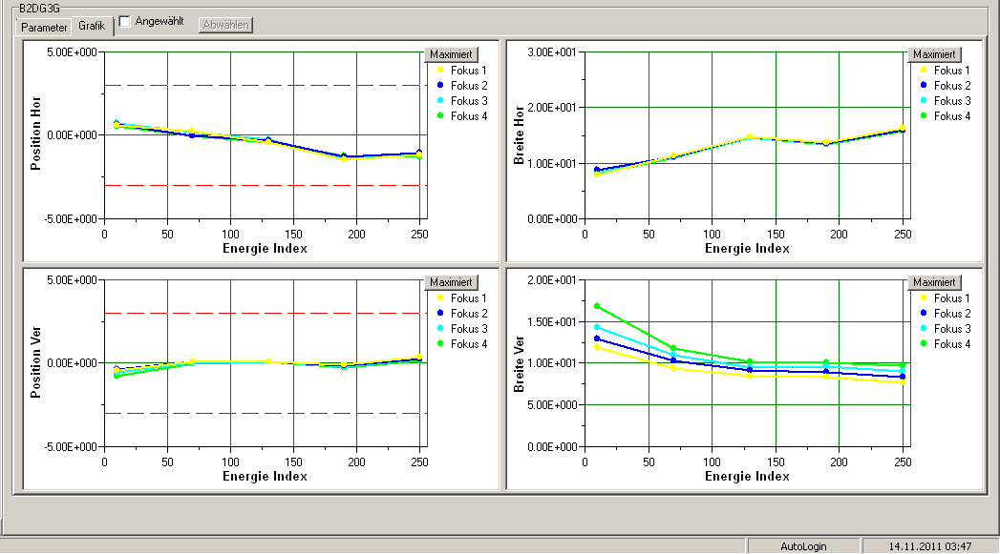 B2DG3G
Parameter Grafik Angewählt Abwählen
5.00E+000
0.00E+000
-5.00E+000
Position Hor
0 50 100 150 200 250
Energie Index
Maximiert
Fokus 1
Fokus 2
Fokus 3
Fokus 4
3.00E+001
2.00E+001
1.00E+001
0.00E+000
Breite Hor
0 50 100 150 200 250
Energie Index
Maximiert
Fokus 1
Fokus 2
Fokus 3
Fokus 4
5.00E+000
0.00E+000
-5.00E+000
Position Ver
0 50 100 150 200 250
Energie Index
Maximiert
Fokus 1
Fokus 2
Fokus 3
Fokus 4
2.00E+001
1.50E+001
1.00E+001
5.00E+000
0.00E+000
Breite Ver
0 50 100 150 200 250
Energie Index
Maximiert
Fokus 1
Fokus 2
Fokus 3
Fokus 4
AutoLogin 14.11.2011 03:47